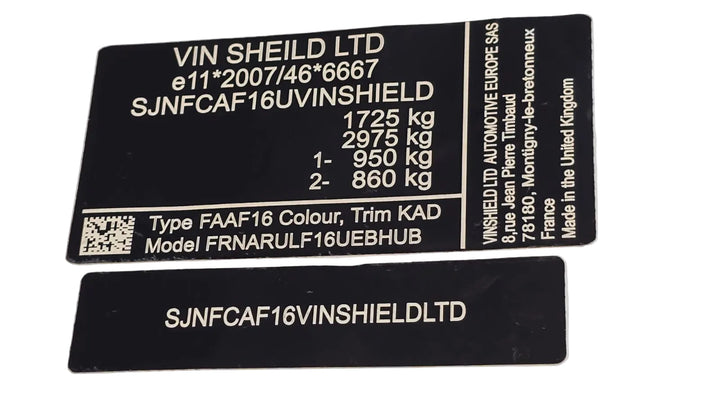 VIN SHEILD LTD
e11*2007/46*6667
SJNFCAF16UVINSHIELD
1725 kg
2975 kg
1- 950 kg
2- 860 kg
Type FAAF16 Colour, Trim KAD
Model FRNARULF16UEBHUB
VINSHIELD LTD AUTOMOTIVE EUROPE SAS
8,rue Jean Pierre Timbaud
78180, Montigny-le-bretonneux
France
Made in the United Kingdom
SJNFCAF16VINSHIELDLTD